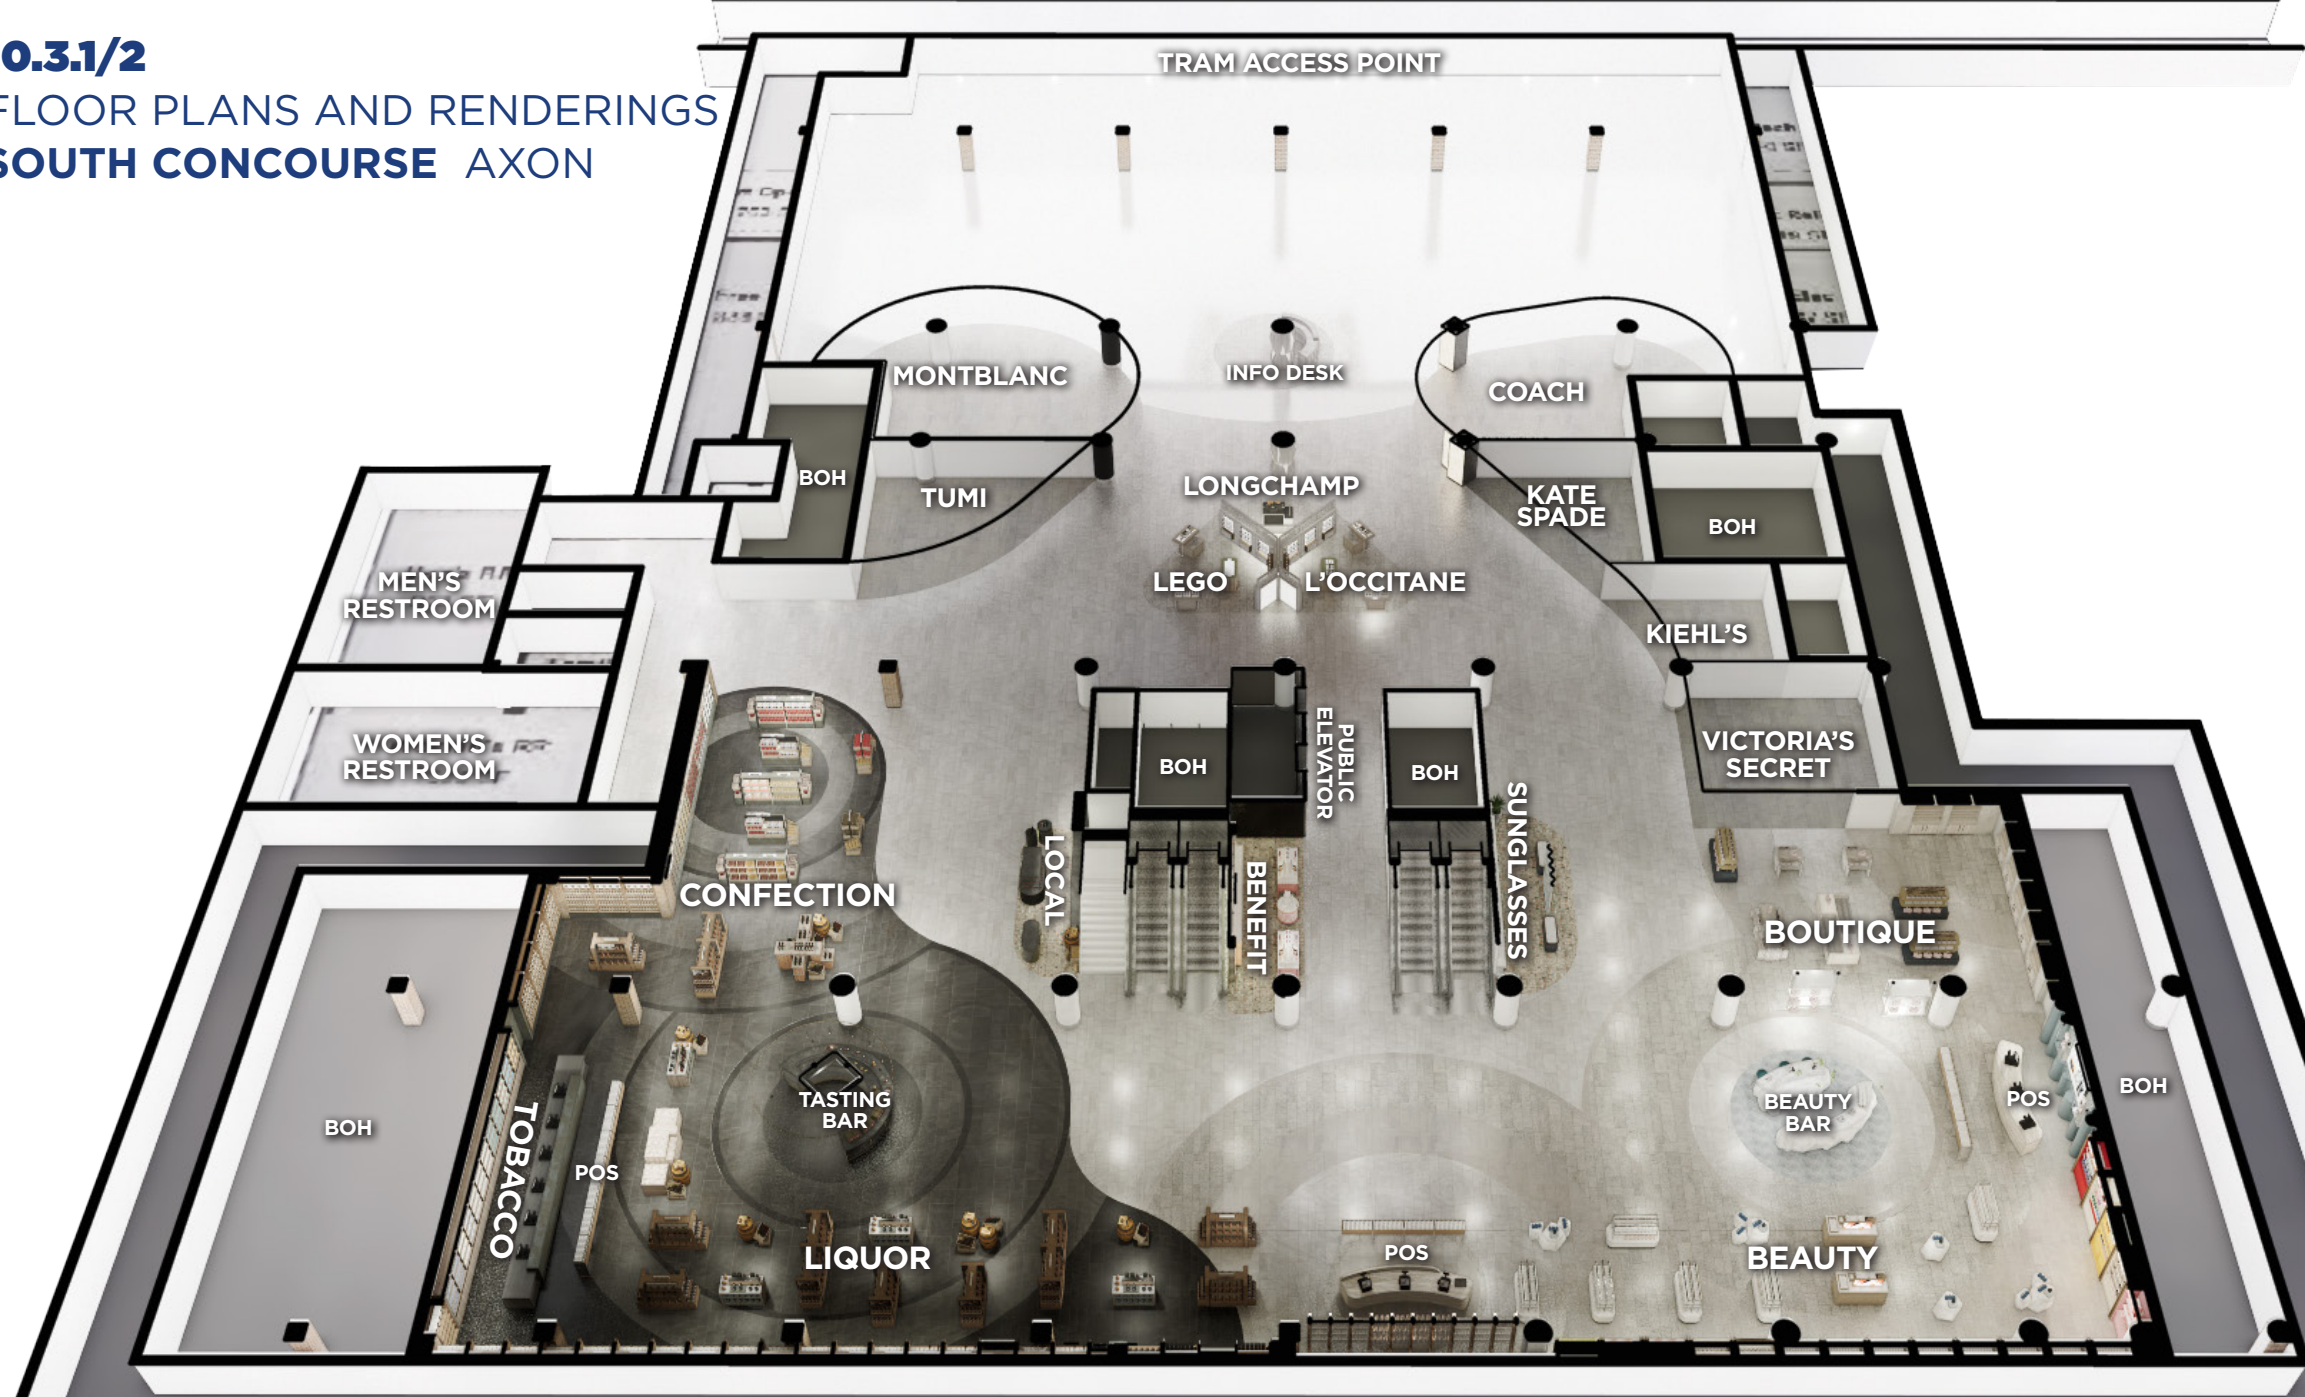 0.3.1/2
FLOOR PLANS AND RENDERINGS
SOUTH CONCOURSE AXON
TRAM ACCESS POINT
MONTBLANC
INFO DESK
COACH
BOH
TUMI
LONGCHAMP
KATE
SPADE
BOH
MEN'S
RESTROOM
LEGO
L'OCCITANE
KIEHL'S
WOMEN'S
RESTROOM
BOH
PUBLIC
ELEVATOR
BOH
VICTORIA'S
SECRET
CONFECTION
LOCAL
BENEFIT
SUNGLASSES
BOUTIQUE
BOH
TOBACCO
POS
TASTING
BAR
BEAUTY
BAR
POS
BOH
LIQUOR
POS
BEAUTY